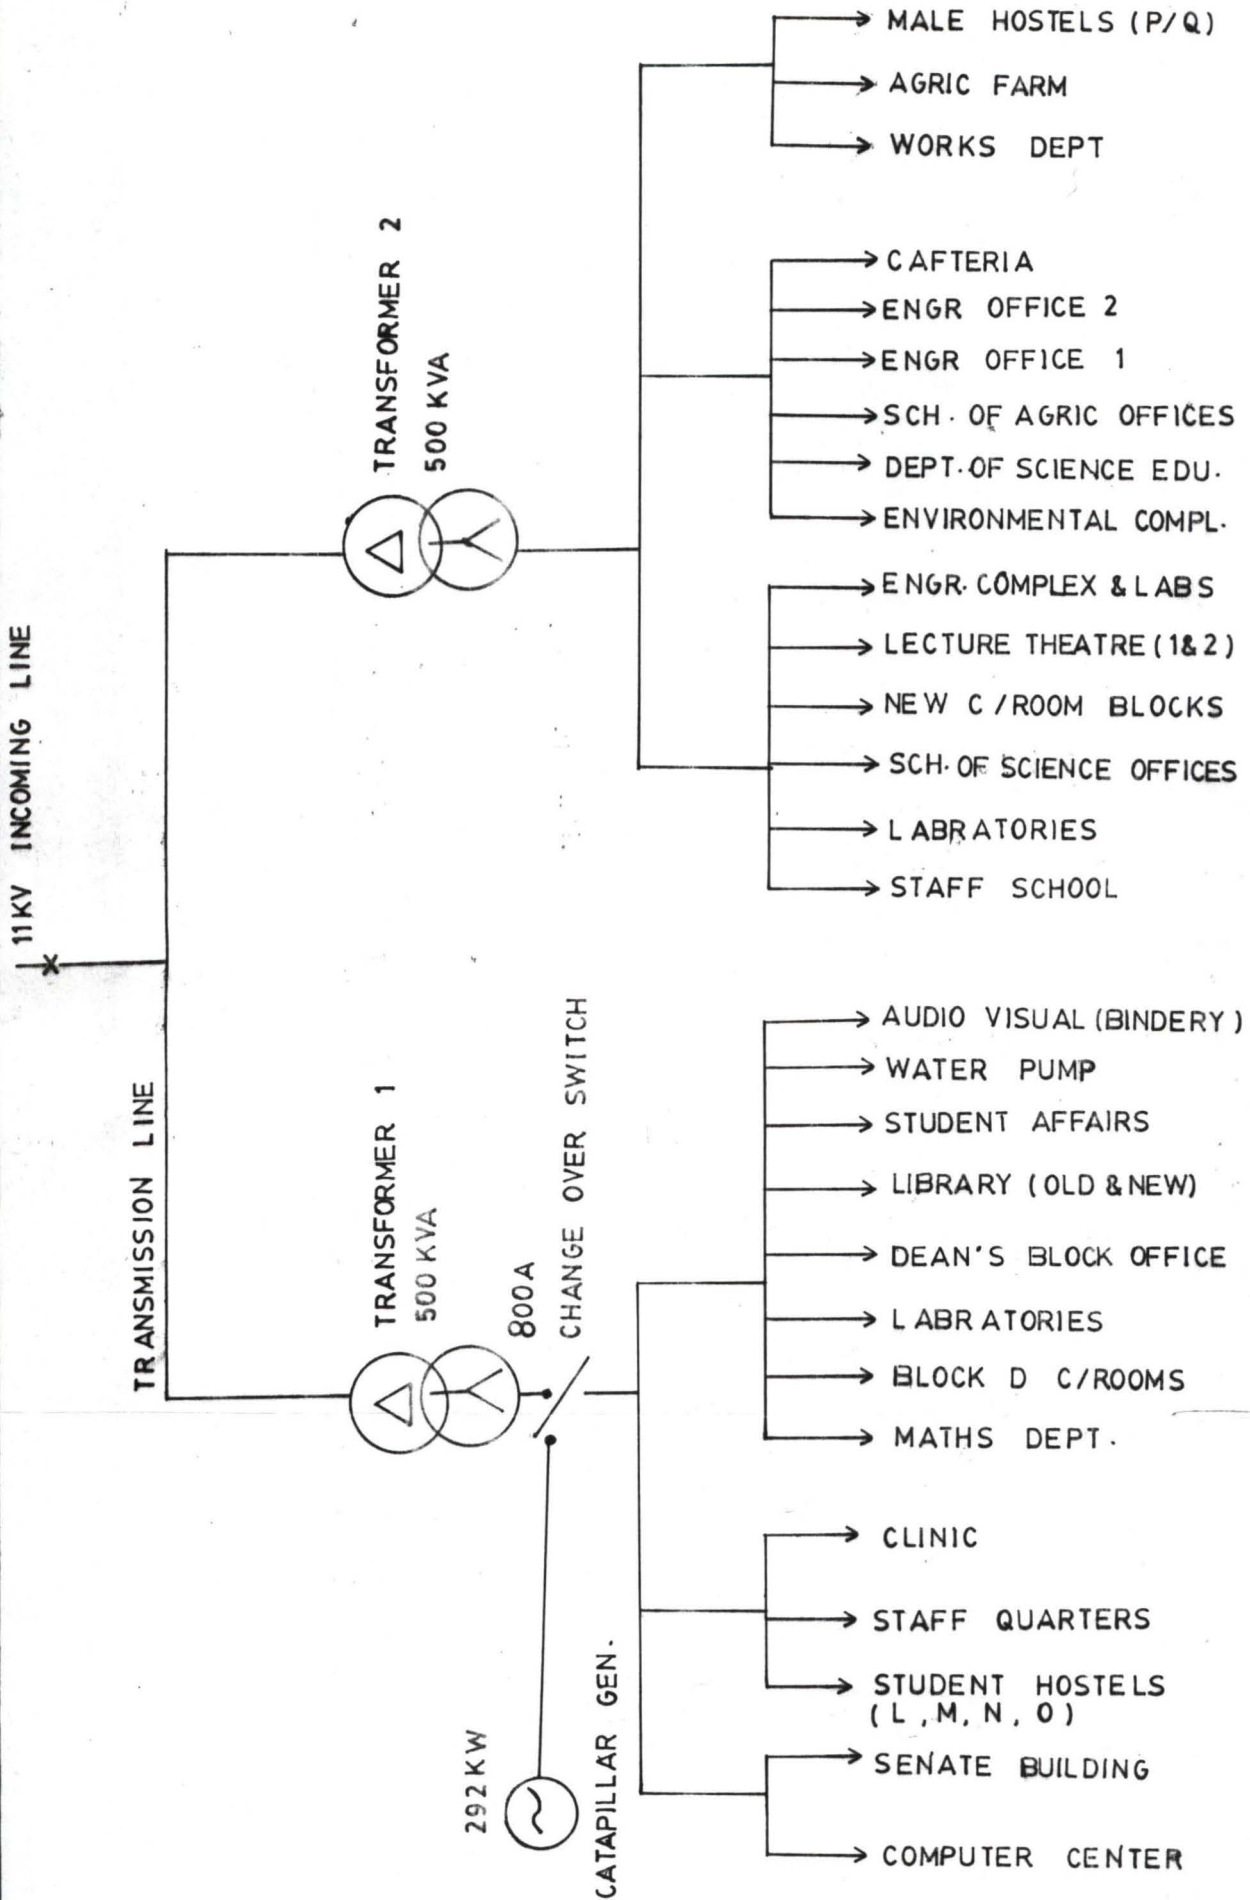 11KV INCOMING LINE
TRANSMISSION LINE
TRANSFORMER 2
500 KVA
TRANSFORMER 1
500 KVA
800A
CHANGE OVER SWITCH
292KW
CATAPILLAR GEN.
MALE HOSTELS (P/Q)
AGRIC FARM
WORKS DEPT
CAFTERIA
ENGR OFFICE 2
ENGR OFFICE 1
SCH. OF AGRIC OFFICES
DEPT. OF SCIENCE EDU.
ENVIRONMENTAL COMPL.
ENGR. COMPLEX & LABS
LECTURE THEATRE (1&2)
NEW C/ROOM BLOCKS
SCH. OF SCIENCE OFFICES
LABRATORIES
STAFF SCHOOL
AUDIO VISUAL (BINDERY)
WATER PUMP
STUDENT AFFAIRS
LIBRARY (OLD & NEW)
DEAN'S BLOCK OFFICE
LABRATORIES
BLOCK D C/ROOMS
MATHS DEPT.
CLINIC
STAFF QUARTERS
STUDENT HOSTELS
(L, M, N, O)
SENATE BUILDING
COMPUTER CENTER